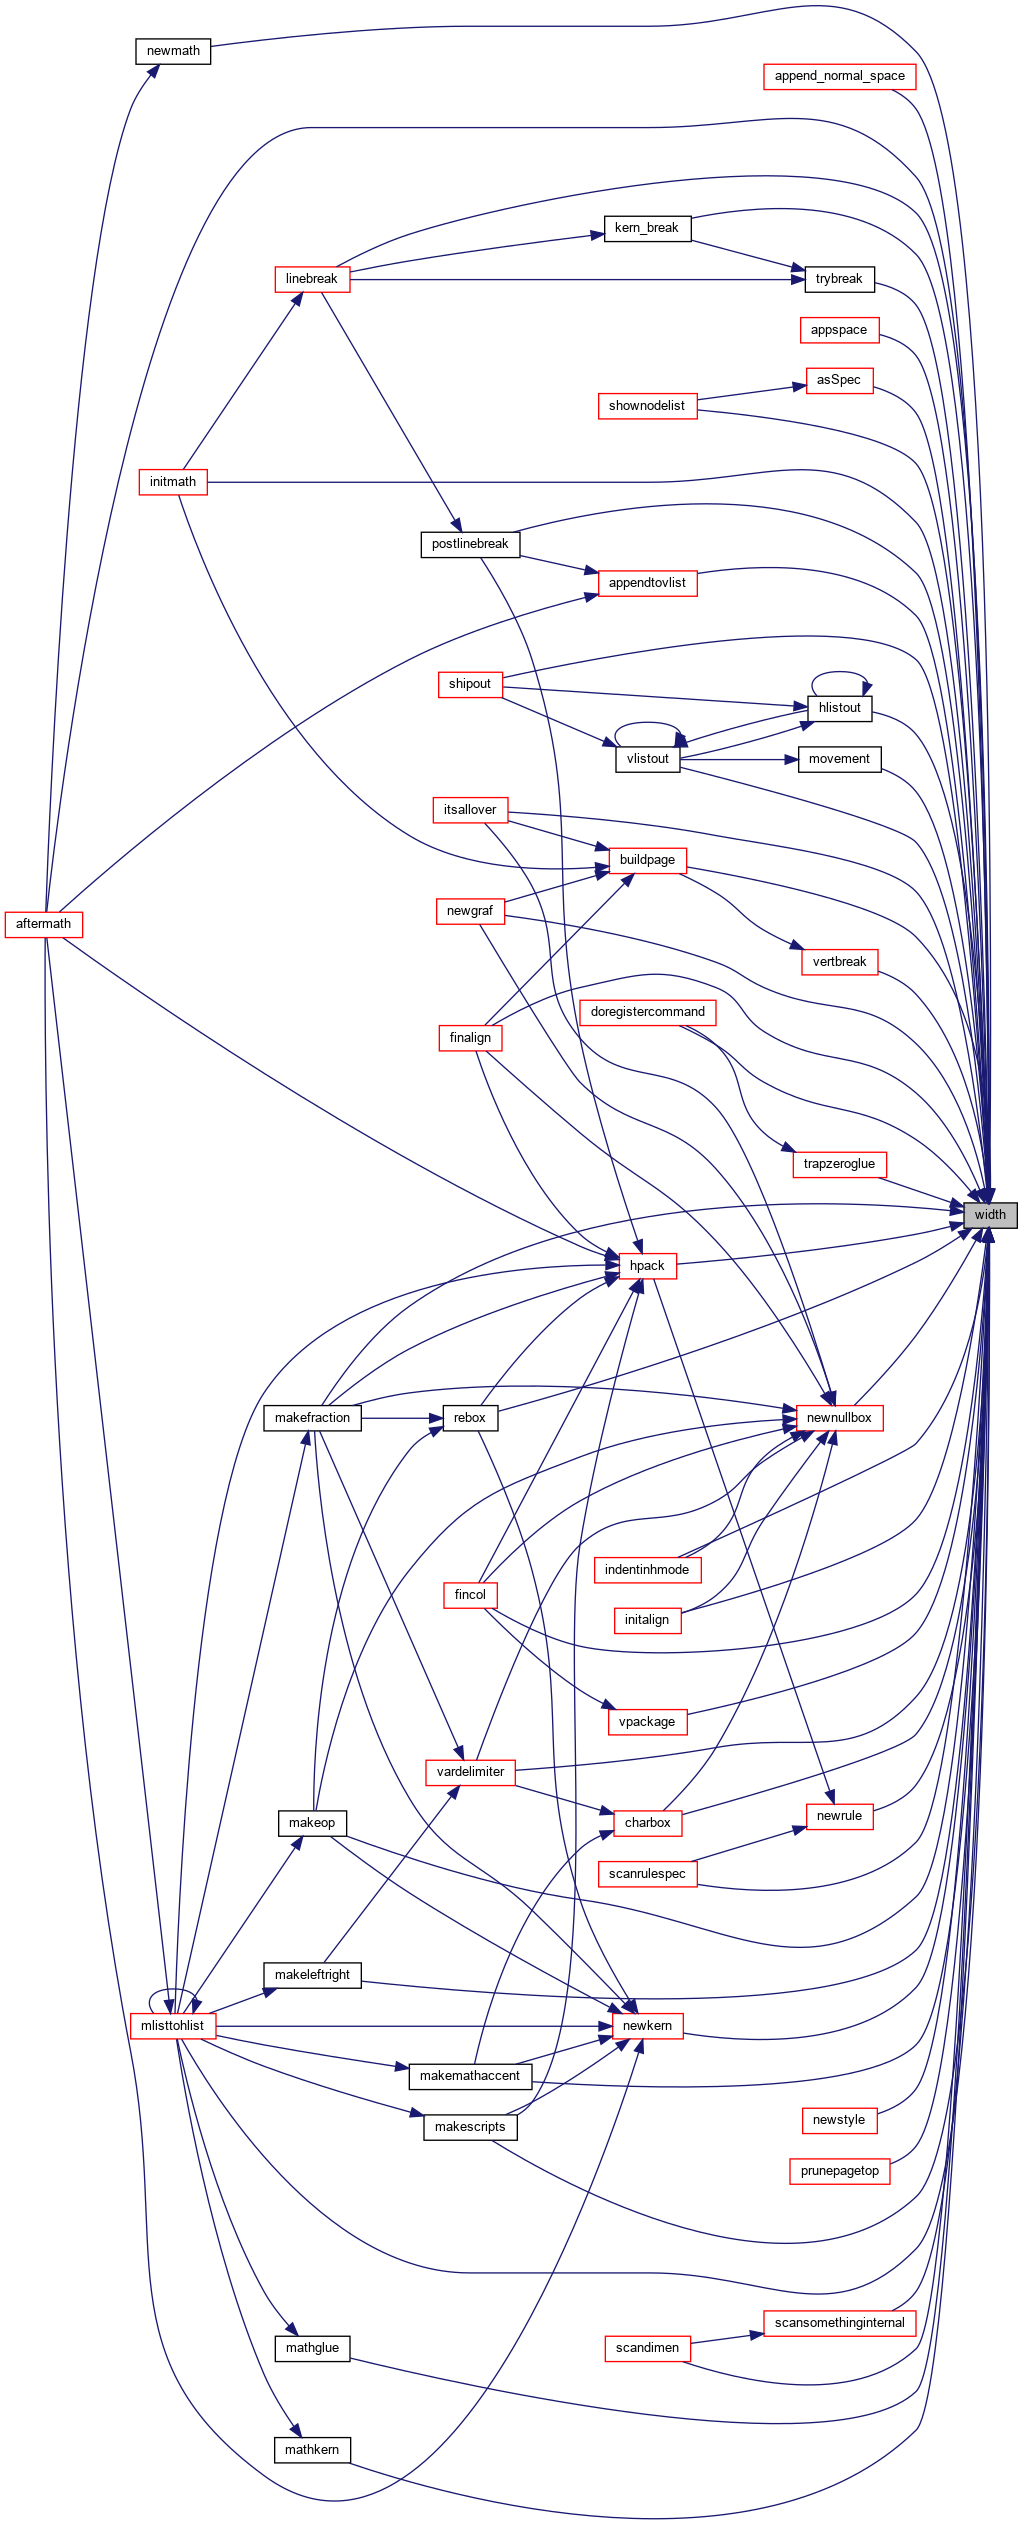 newmath
append_normal_space
kern_break
linebreak
trybreak
appspace
asSpec
shownodelist
initmath
postlinebreak
appendtovlist
shipout
hlistout
vlistout
movement
itsallover
buildpage
newgraf
aftermath
vertbreak
doregistercommand
finalign
trapzeroglue
width
hpack
makefraction
rebox
newnullbox
indentinhmode
fincol
initalign
vpackage
vardelimiter
newrule
makeop
charbox
scanrulespec
makeleftright
mlisttohlist
newkern
makemathaccent
newstyle
makescripts
prunepagetop
scansomethinginternal
mathglue
scandimen
mathkern